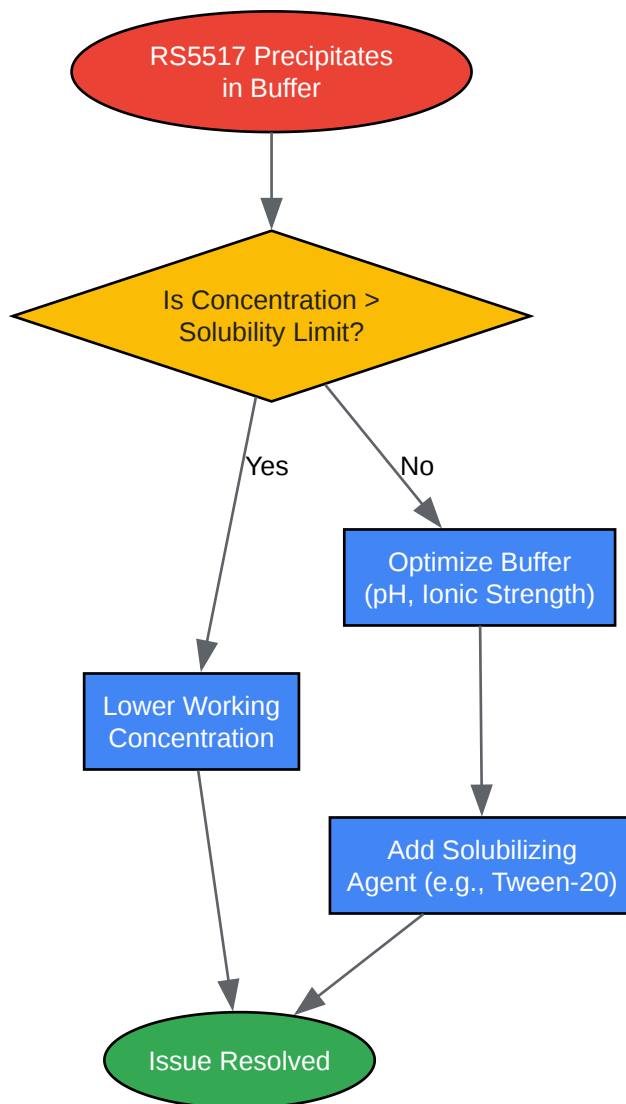 RS5517 Precipitates
in Buffer
Is Concentration >
Solubility Limit?
Yes
No
Optimize Buffer
(pH, Ionic Strength)
Lower Working
Concentration
Add Solubilizing
Agent (e.g., Tween-20)
Issue Resolved